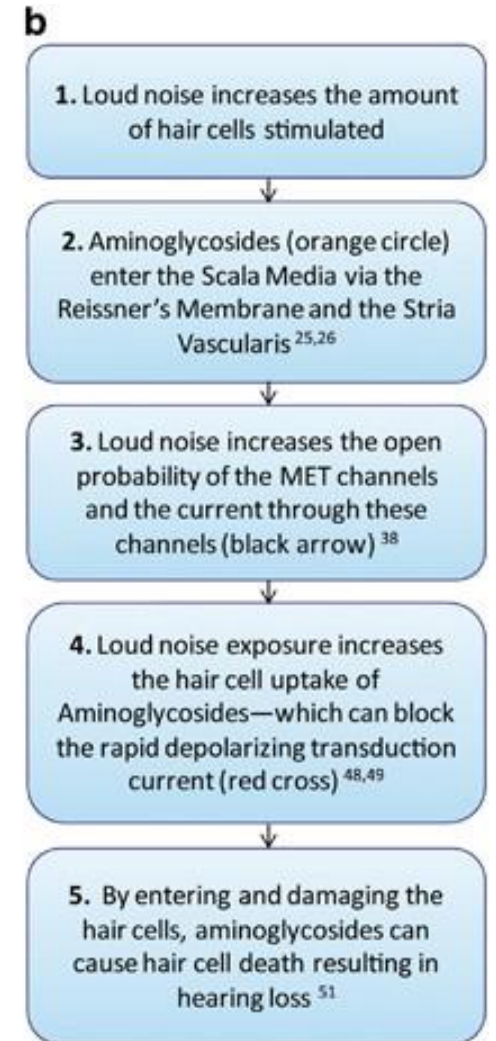 b
1. Loud noise increases the amount
of hair cells stimulated
2. Aminoglycosides (orange circle)
enter the Scala Media via the
Reissner's Membrane and the Stria
Vascularis 25,26
3. Loud noise increases the open
probability of the MET channels
and the current through these
channels (black arrow) 38
4. Loud noise exposure increases
the hair cell uptake of
Aminoglycosides—which can block
the rapid depolarizing transduction
current (red cross) 48,49
5. By entering and damaging the
hair cells, aminoglycosides can
cause hair cell death resulting in
hearing loss 51